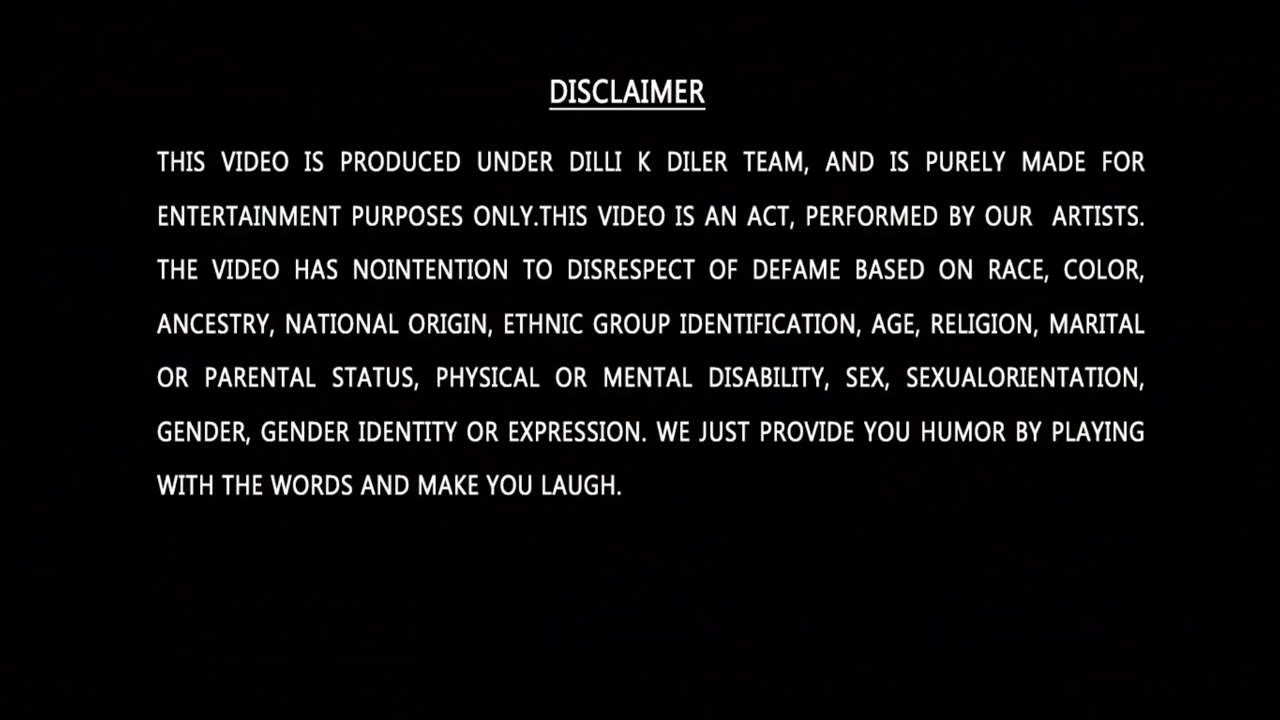 DISCLAIMER
THIS VIDEO IS PRODUCED UNDER DILLI K DILER TEAM, AND IS PURELY MADE FOR
ENTERTAINMENT PURPOSES ONLY.THIS VIDEO IS AN ACT, PERFORMED BY OUR ARTISTS.
THE VIDEO HAS NOINTENTION TO DISRESPECT OF DEFAME BASED ON RACE, COLOR,
ANCESTRY, NATIONAL ORIGIN, ETHNIC GROUP IDENTIFICATION, AGE, RELIGION, MARITAL
OR PARENTAL STATUS, PHYSICAL OR MENTAL DISABILITY, SEX, SEXUALORIENTATION,
GENDER, GENDER IDENTITY OR EXPRESSION. WE JUST PROVIDE YOU HUMOR BY PLAYING
WITH THE WORDS AND MAKE YOU LAUGH.